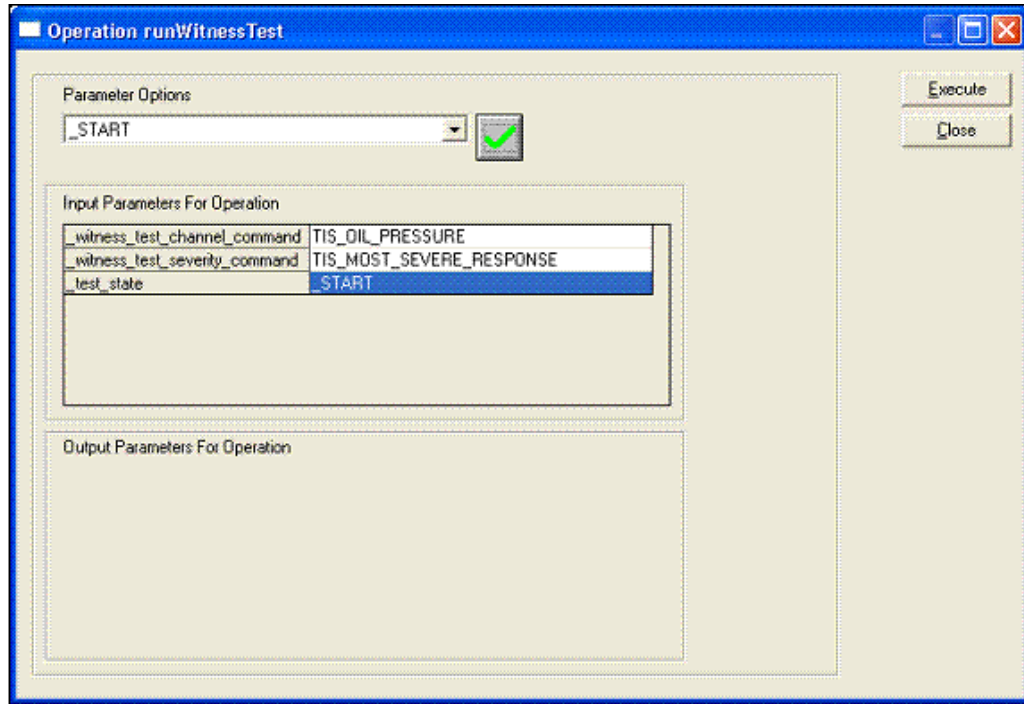 Operation runWitnessTest
Parameter Options
_START
Execute
Close
Input Parameters For Operation
_witness_test_channel_command TIS_OIL_PRESSURE
_witness_test_severity_command TIS_MOST_SEVERE_RESPONSE
_test_state _START
Output Parameters For Operation